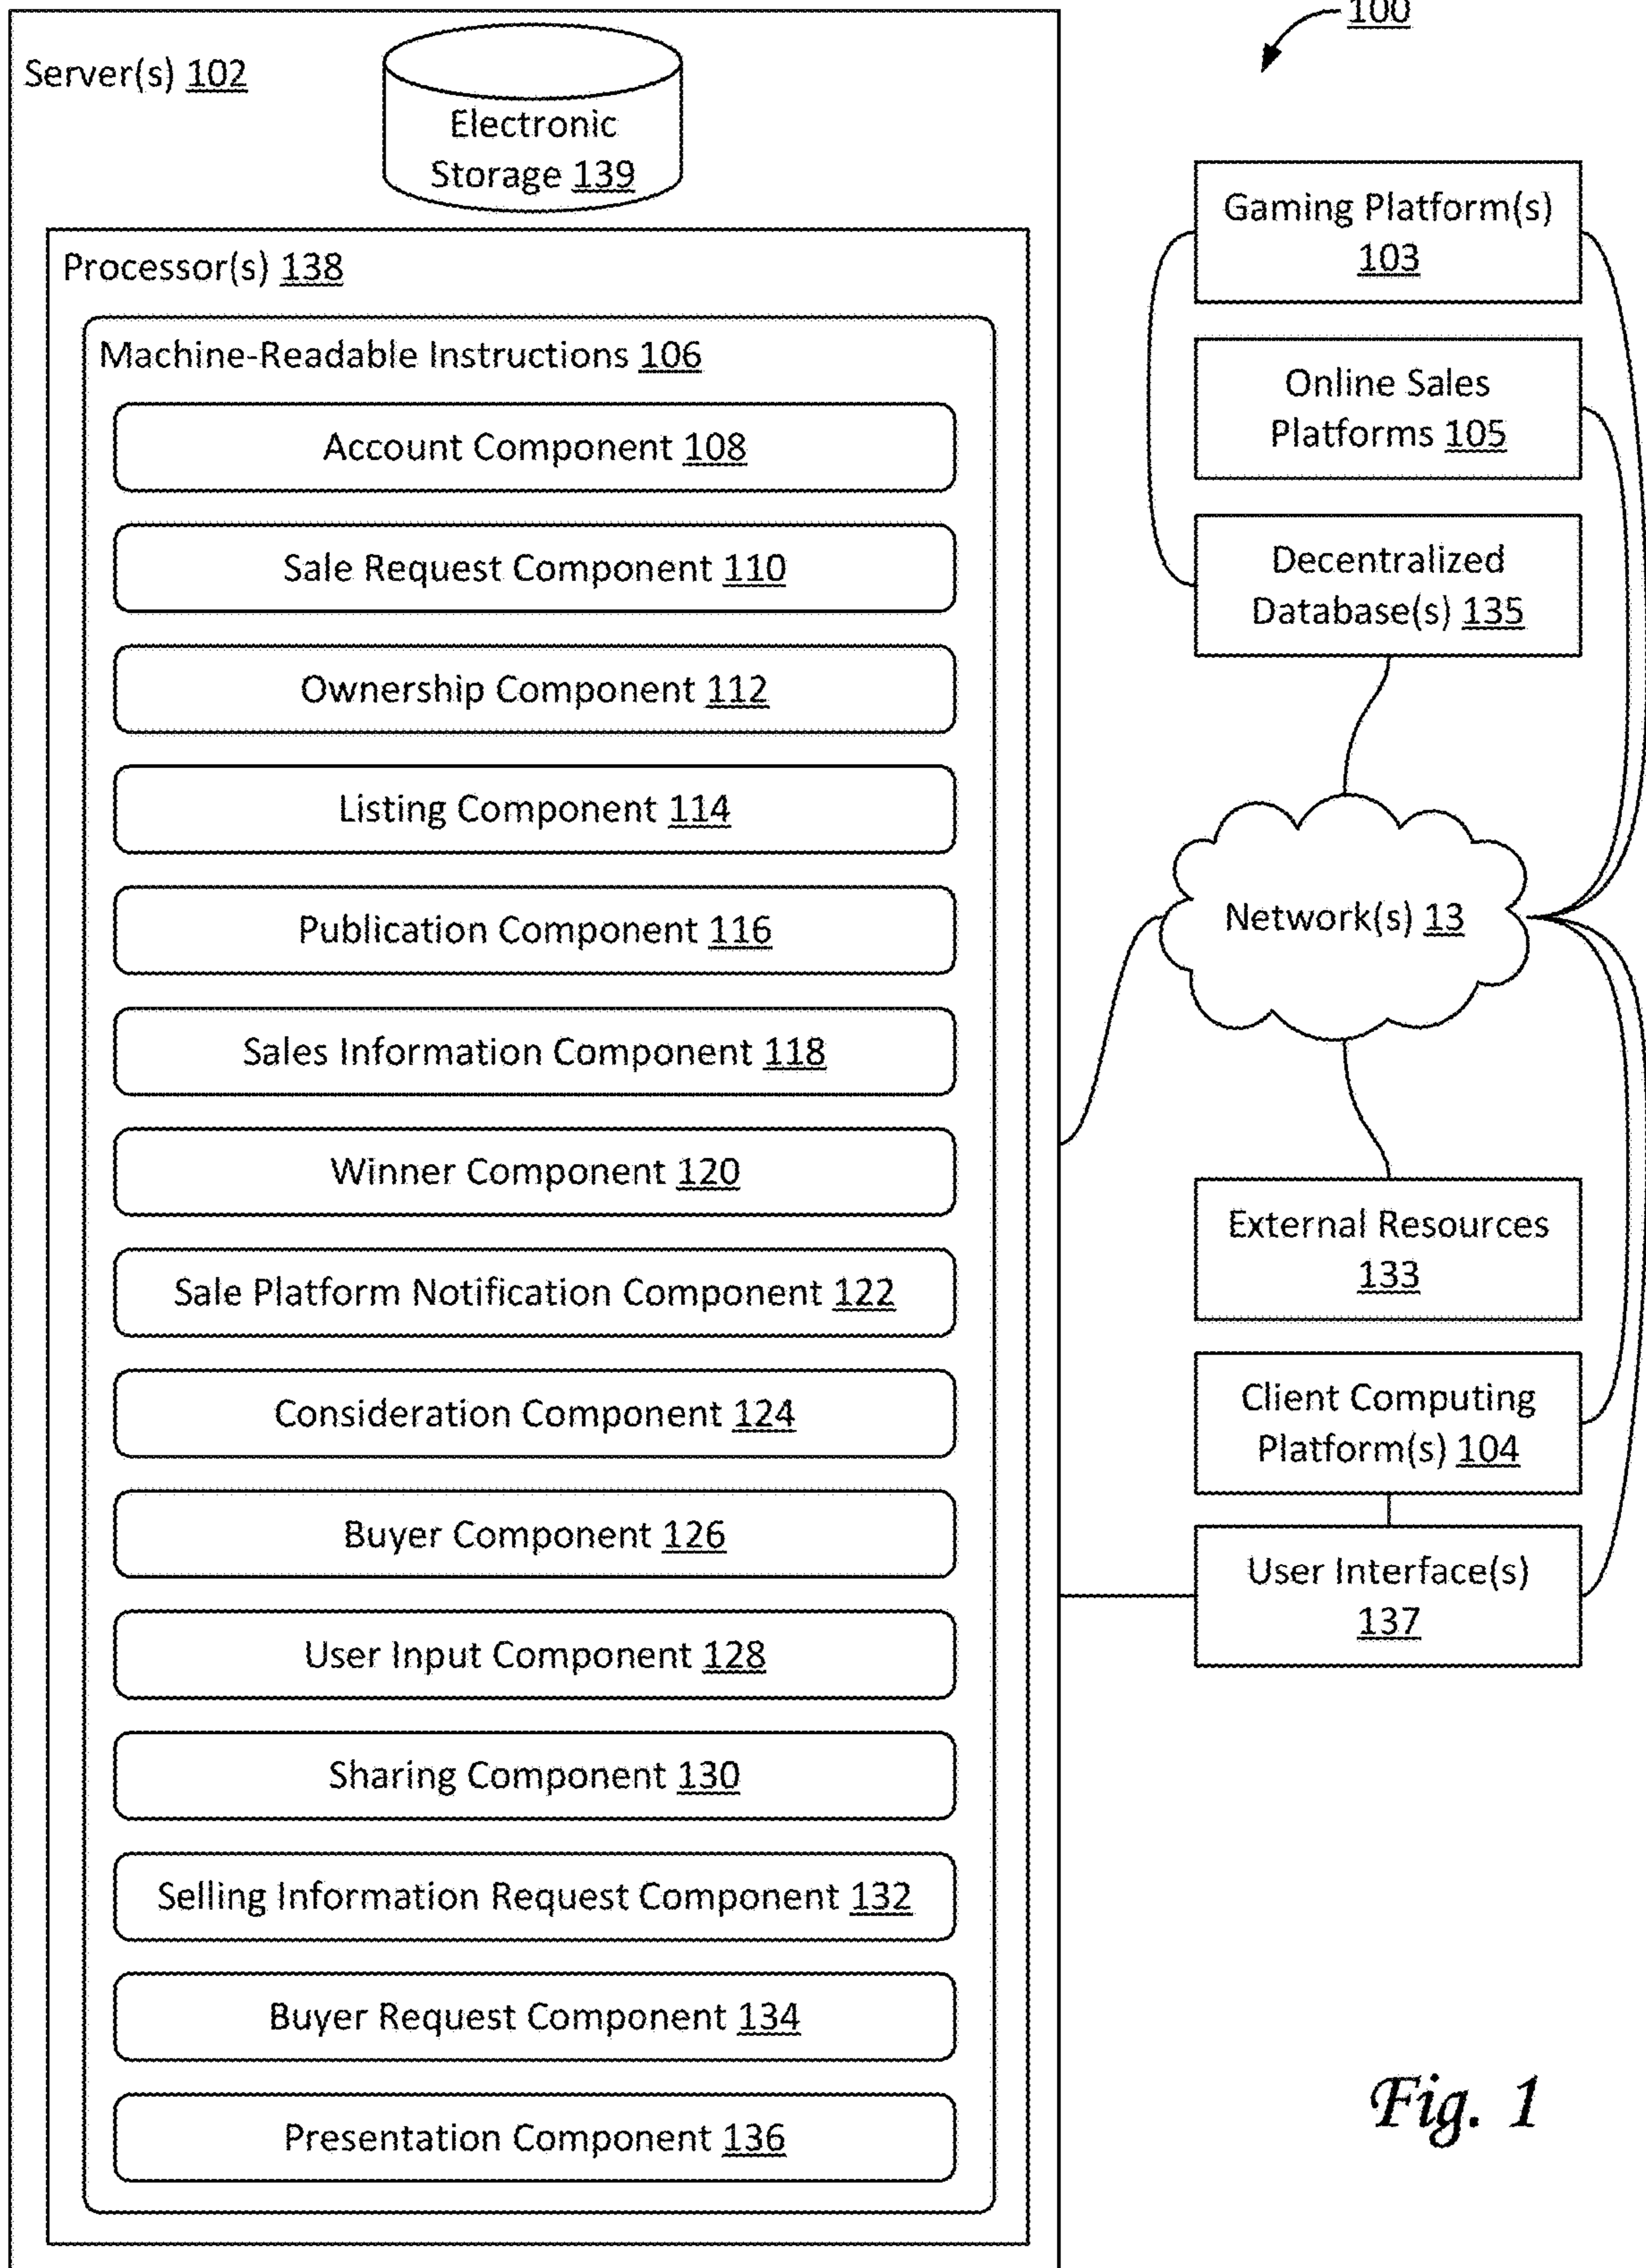 100
Server(s) 102
Electronic
Storage 139
Processor(s) 138
Machine-Readable Instructions 106
Account Component 108
Sale Request Component 110
Ownership Component 112
Listing Component 114
Publication Component 116
Sales Information Component 118
Winner Component 120
Sale Platform Notification Component 122
Consideration Component 124
Buyer Component 126
User Input Component 128
Sharing Component 130
Selling Information Request Component 132
Buyer Request Component 134
Presentation Component 136
Gaming Platform(s)
103
Online Sales
Platforms 105
Decentralized
Database(s) 135
Network(s) 13
External Resources
133
Client Computing
Platform(s) 104
User Interface(s)
137
Fig. 1